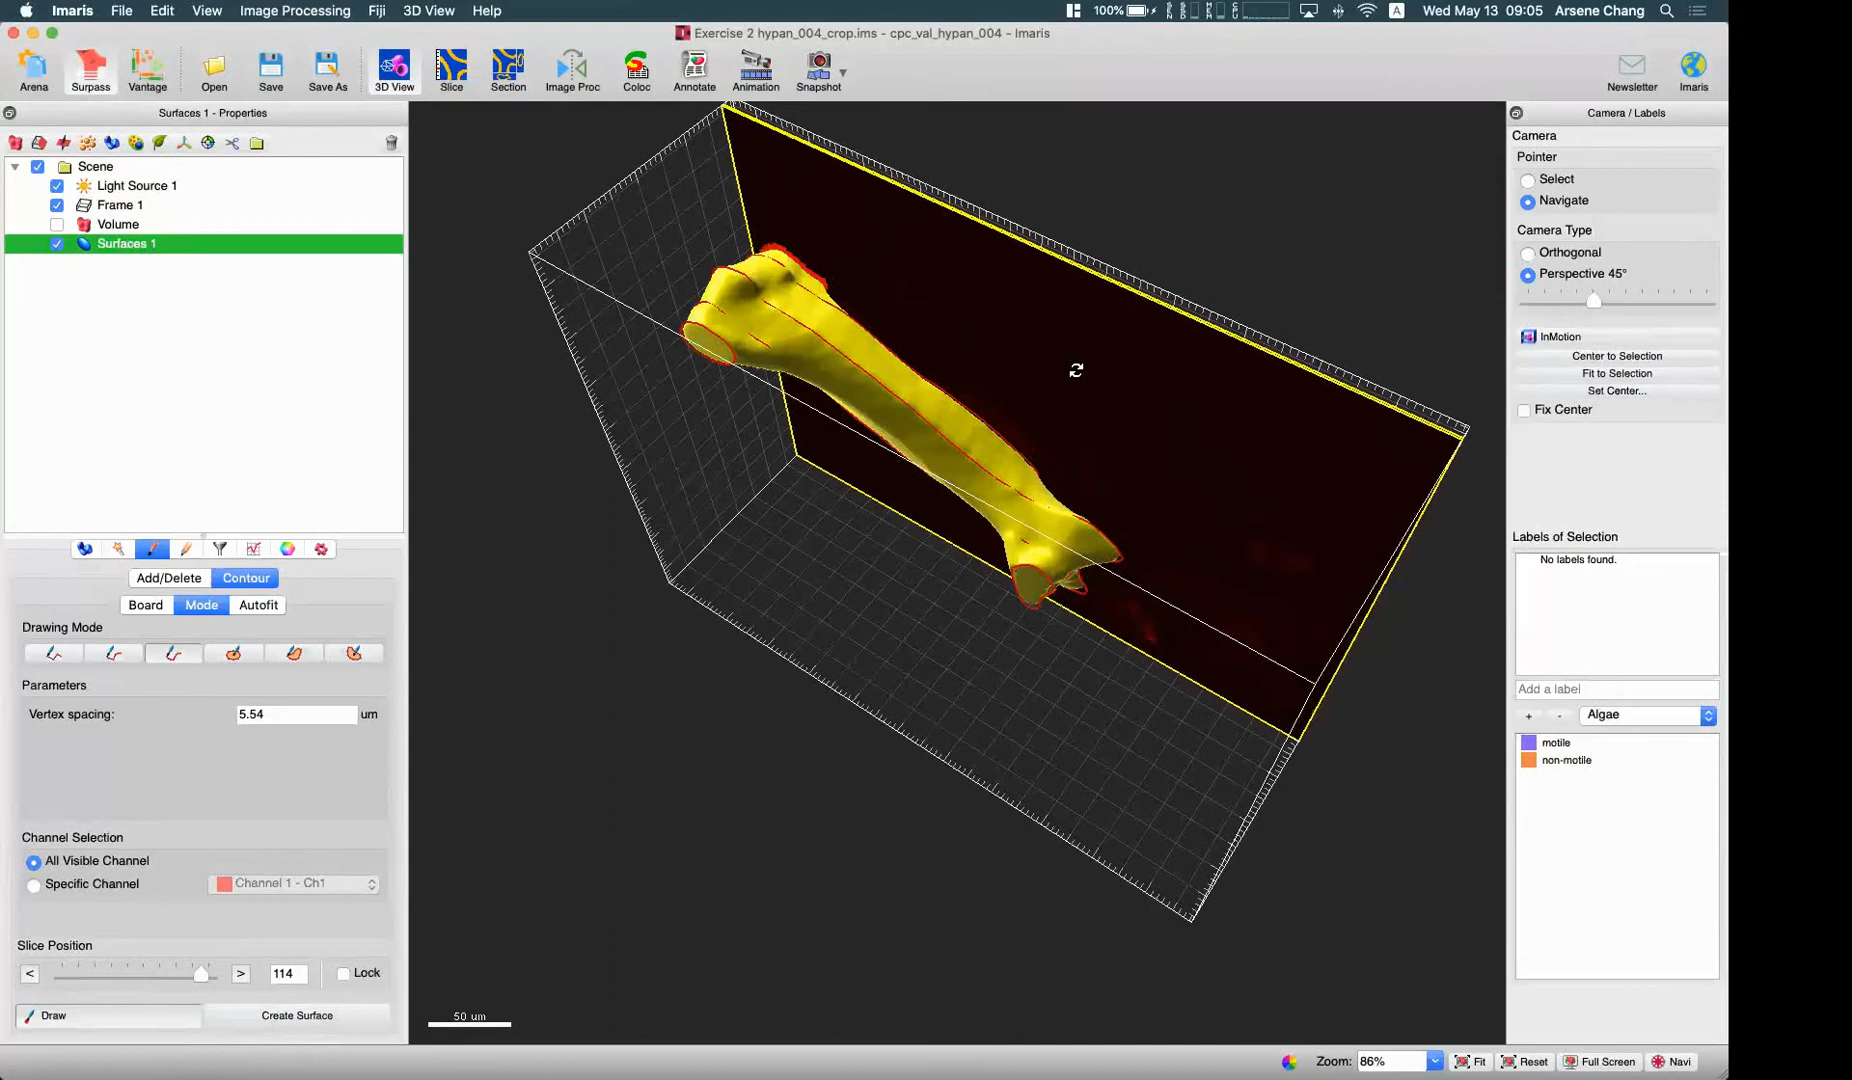 Imaris File Edit View Image Processing Fiji 3D View Help 100% A Wed May 13 09:05 Arsene Chang
Exercise 2 hypan_004_crop.ims - cpc_val_hypan_004 - Imaris
Arena Surpass Vantage Open Save Save As 3D View Slice Section Image Proc Coloc Annotate Animation Snapshot Newsletter Imaris
Surfaces 1 - Properties
Scene
Light Source 1
Frame 1
Volume
Surfaces 1
Add/Delete Contour
Board Mode Autofit
Drawing Mode
Parameters
Vertex spacing: 5.54 um
Channel Selection
All Visible Channel
Specific Channel Channel 1 - Ch1
Slice Position
< > 114 Lock
Draw Create Surface
50 um
Camera / Labels
Camera
Pointer
Select
Navigate
Camera Type
Orthogonal
Perspective 45°
InMotion
Center to Selection
Fit to Selection
Set Center...
Fix Center
Labels of Selection
No labels found.
Add a label
+ - Algae
motile
non-motile
Zoom: 86% Fit Reset Full Screen Navi